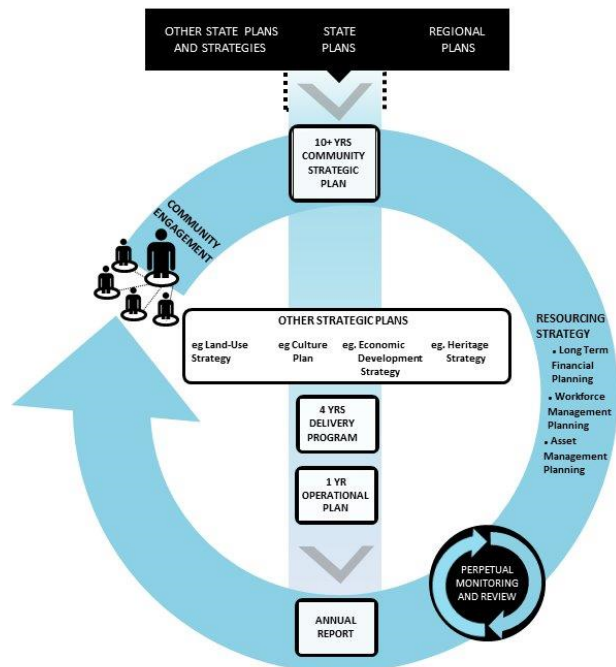 OTHER STATE PLANS
AND STRATEGIES
STATE
PLANS
REGIONAL
PLANS
10+ YRS
COMMUNITY
STRATEGIC
PLAN
COMMUNITY
ENGAGEMENT
OTHER STRATEGIC PLANS
eg Land-Use
Strategy
eg Culture
Plan
eg. Economic
Development
Strategy
eg. Heritage
Strategy
RESOURCING
STRATEGY
• Long Term
Financial
Planning
• Workforce
Management
Planning
• Asset
Management
Planning
4 YRS
DELIVERY
PROGRAM
1 YR
OPERATIONAL
PLAN
PERPETUAL
MONITORING
AND REVIEW
ANNUAL
REPORT